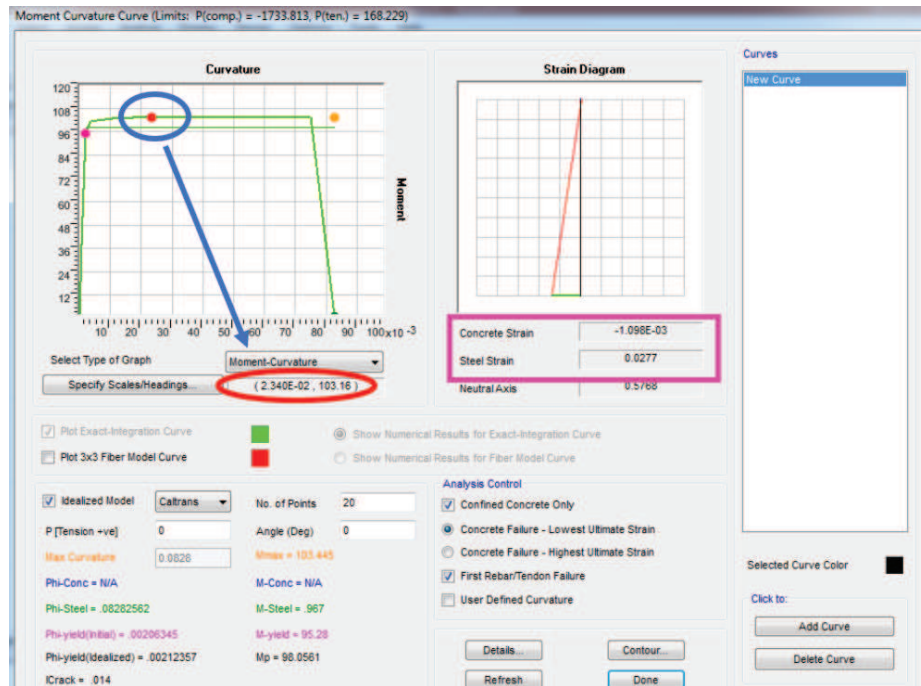 Moment Curvature Curve (Limits: P(comp.) = -1733.813, P(ten.) = 168.229)
Curvature
120
108
96
84
72
60
48
36
24
12
Moment
10 20 30 40 50 60 70 80 90 100x10 -3
Select Type of Graph
Moment-Curvature
Specify Scales/Headings...
( 2.340E-02 , 103.16 )
Strain Diagram
Concrete Strain -1.098E-03
Steel Strain 0.0277
Neutral Axis 0.5768
Curves
New Curve
Plot Exact-Integration Curve
Show Numerical Results for Exact-Integration Curve
Plot 3x3 Fiber Model Curve
Show Numerical Results for Fiber Model Curve
Idealized Model Caltrans No. of Points 20
P [Tension +ve] 0 Angle (Deg) 0
Max Curvature 0.0828 Mmax = 103.445
Phi-Conc = N/A M-Conc = N/A
Phi-Steel = .08282562 M-Steel = .967
Phi-yield(Initial) = .00206345 M-yield = 95.28
Phi-yield(Idealized) = .00212357 Mp = 98.0561
ICrack = .014
Analysis Control
Confined Concrete Only
Concrete Failure - Lowest Ultimate Strain
Concrete Failure - Highest Ultimate Strain
First Rebar/Tendon Failure
User Defined Curvature
Details... Contour...
Refresh Done
Selected Curve Color
Click to:
Add Curve
Delete Curve